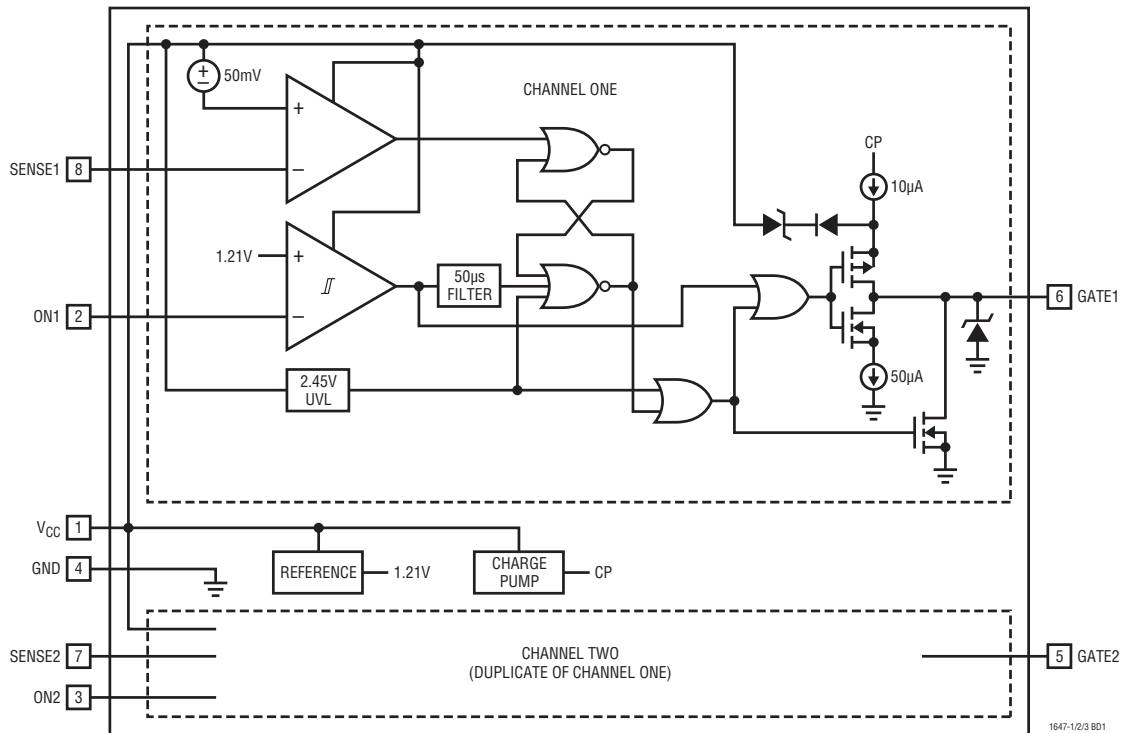 50mV
CHANNEL ONE
+
–
SENSE1 8
CP
10µA
1.21V
+
–
50µs
FILTER
ON1 2
6 GATE1
2.45V
UVL
50µA
VCC 1
GND 4
REFERENCE
1.21V
CHARGE
PUMP
CP
SENSE2 7
CHANNEL TWO
(DUPLICATE OF CHANNEL ONE)
5 GATE2
ON2 3
1647-1/2/3 BD1